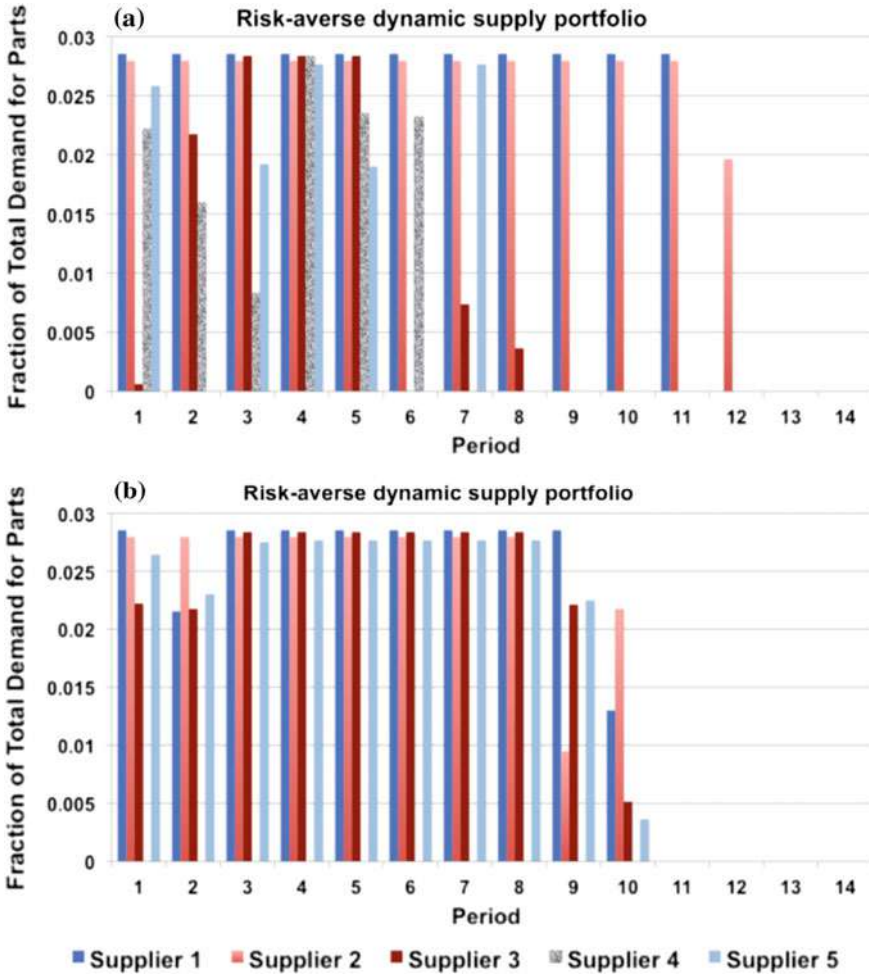 (a) Risk-averse dynamic supply portfolio
Fraction of Total Demand for Parts
0.03
0.025
0.02
0.015
0.01
0.005
0
1 2 3 4 5 6 7 8 9 10 11 12 13 14
Period
(b) Risk-averse dynamic supply portfolio
Fraction of Total Demand for Parts
0.03
0.025
0.02
0.015
0.01
0.005
0
1 2 3 4 5 6 7 8 9 10 11 12 13 14
Period
Supplier 1 Supplier 2 Supplier 3 Supplier 4 Supplier 5